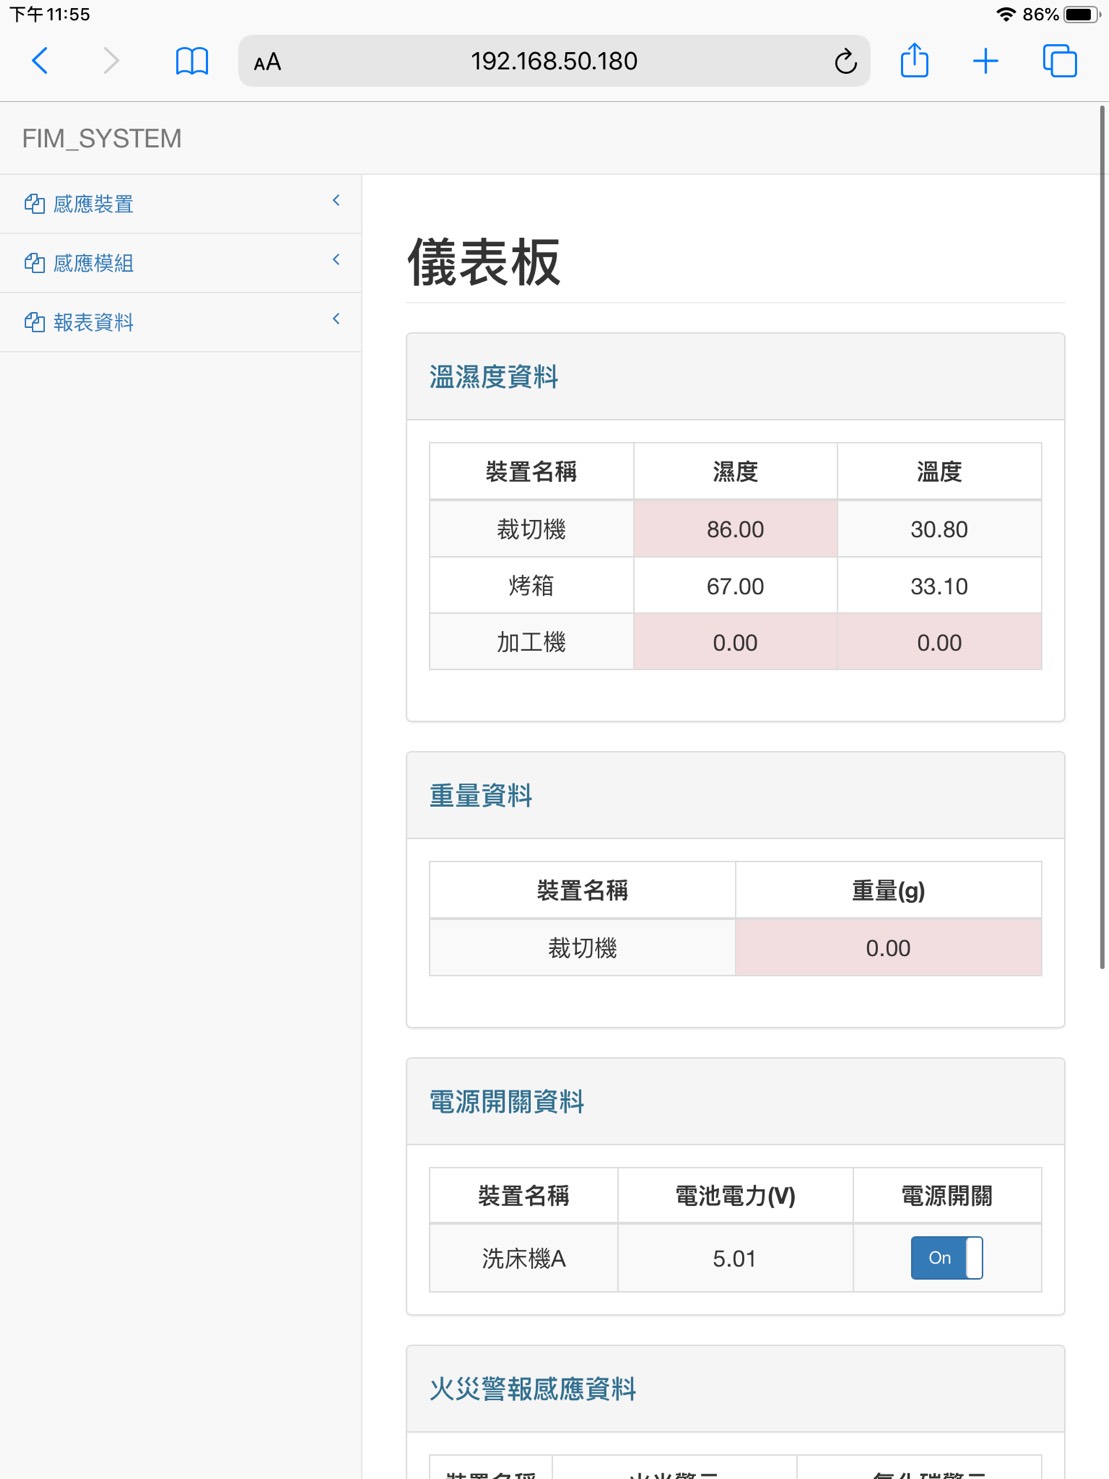 下午11:55
86%
AA
192.168.50.180
FIM_SYSTEM
感應裝置
感應模組
報表資料
儀表板
溫濕度資料
裝置名稱 濕度 溫度
裁切機 86.00 30.80
烤箱 67.00 33.10
加工機 0.00 0.00
重量資料
裝置名稱 重量(g)
裁切機 0.00
電源開關資料
裝置名稱 電池電力(V) 電源開關
洗床機A 5.01 On
火災警報感應資料